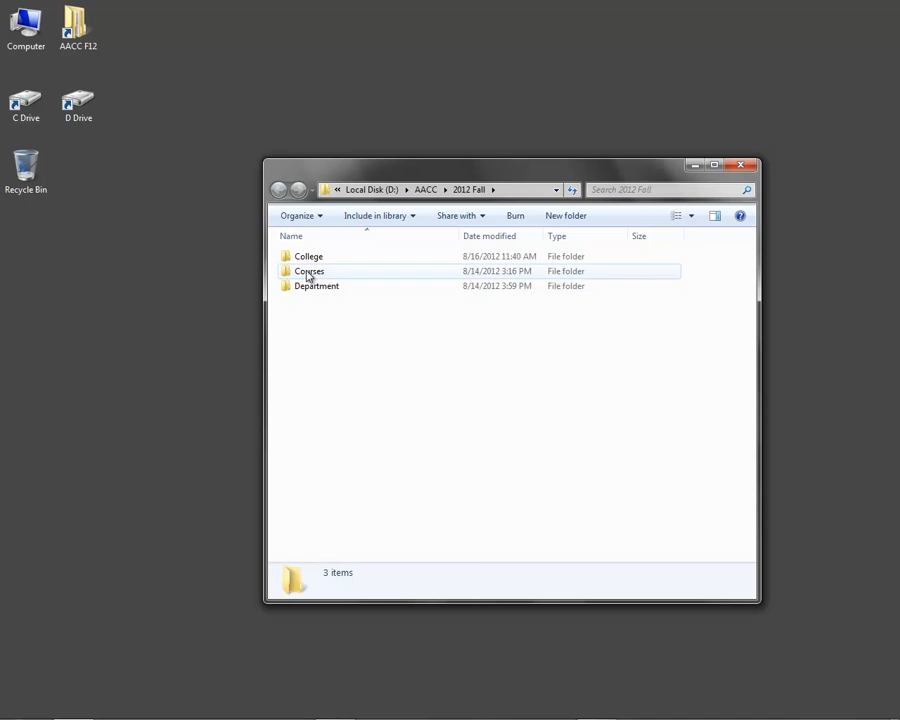 Computer
AACC F12
C Drive
D Drive
Recycle Bin
« Local Disk (D:) AACC 2012 Fall
Search 2012 Fall
Organize Include in library Share with Burn New folder
Name Date modified Type Size
College 8/16/2012 11:40 AM File folder
Courses 8/14/2012 3:16 PM File folder
Department 8/14/2012 3:59 PM File folder
3 items